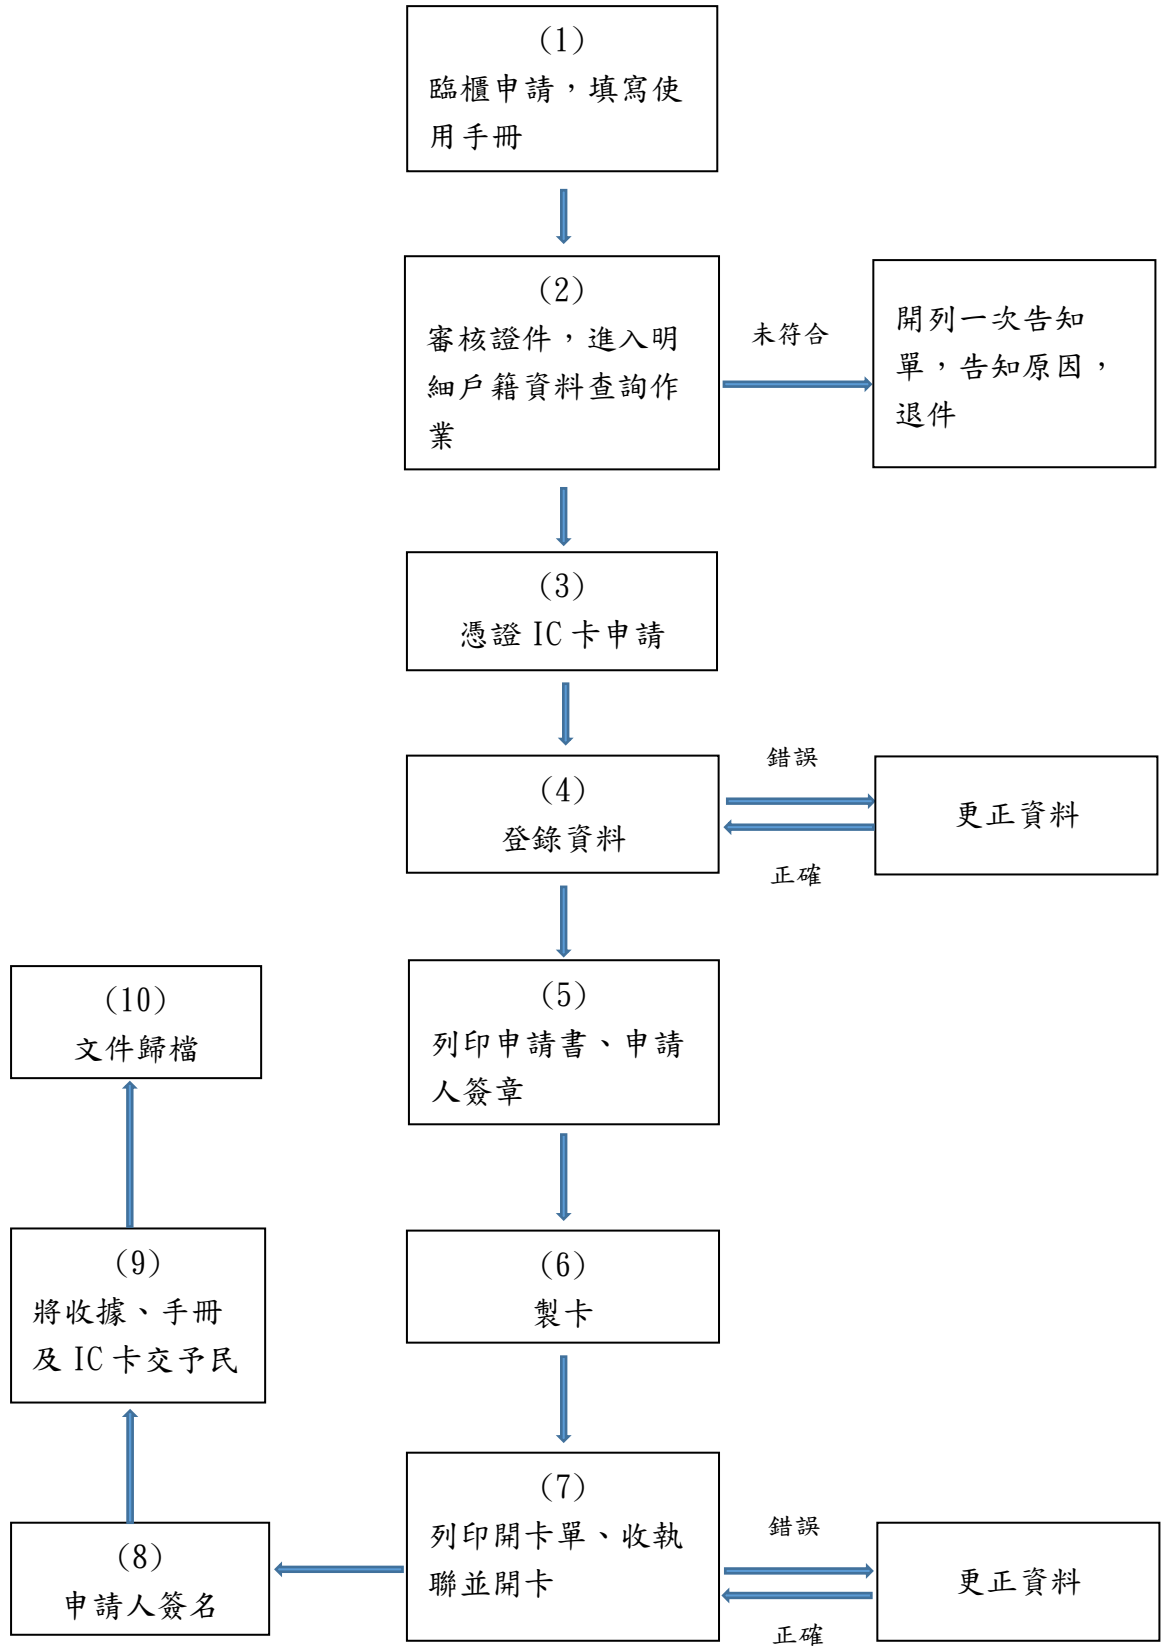 (1)
臨櫃申請，填寫使
用手冊
(2)
審核證件，進入明
細戶籍資料查詢作
業
未符合
開列一次告知
單，告知原因，
退件
(3)
憑證 IC 卡申請
(4)
登錄資料
錯誤
正確
更正資料
(5)
列印申請書、申請
人簽章
(6)
製卡
(7)
列印開卡單、收執
聯並開卡
錯誤
正確
更正資料
(8)
申請人簽名
(9)
將收據、手冊
及 IC 卡交予民
(10)
文件歸檔